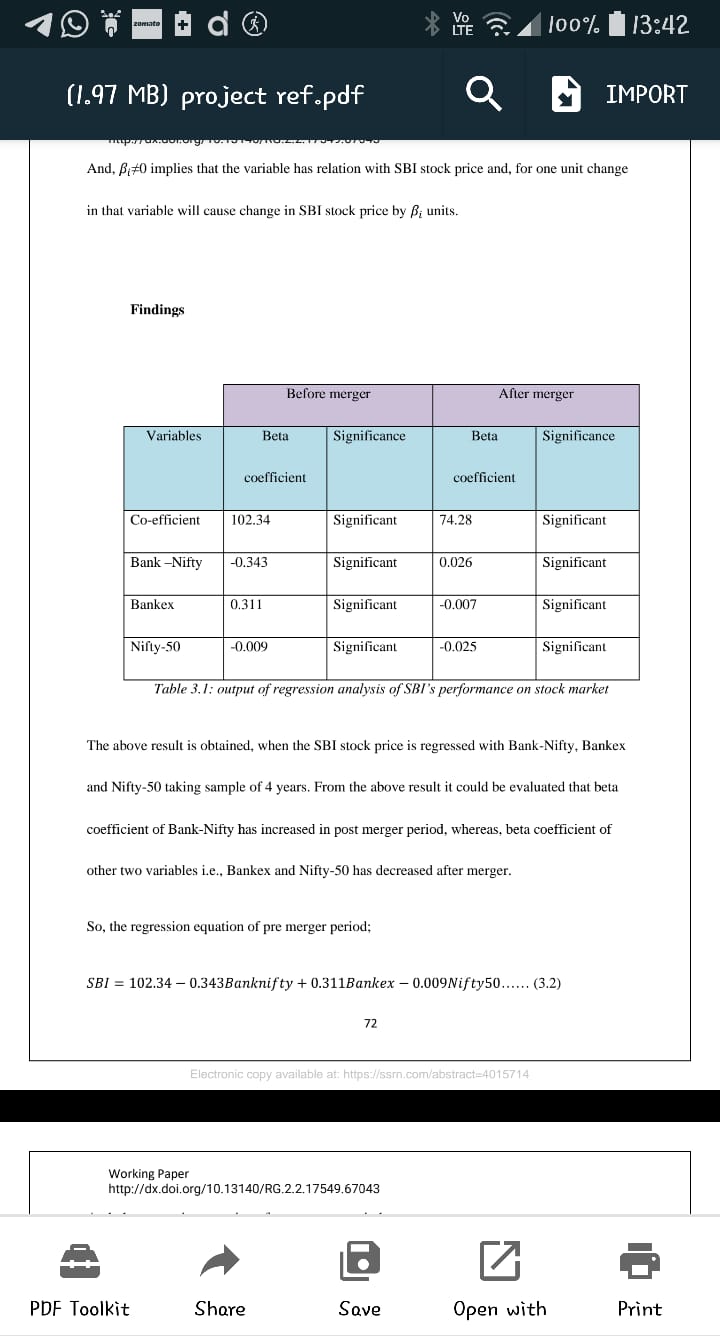 zomato
d
Vo
LTE
100%
13:42
(1.97 MB) project ref.pdf
IMPORT
And, βᵢ≠0 implies that the variable has relation with SBI stock price and, for one unit change
in that variable will cause change in SBI stock price by βᵢ units.
Findings
Before merger After merger
Variables Beta Significance Beta Significance
coefficient coefficient
Co-efficient 102.34 Significant 74.28 Significant
Bank –Nifty -0.343 Significant 0.026 Significant
Bankex 0.311 Significant -0.007 Significant
Nifty-50 -0.009 Significant -0.025 Significant
Table 3.1: output of regression analysis of SBI's performance on stock market
The above result is obtained, when the SBI stock price is regressed with Bank-Nifty, Bankex
and Nifty-50 taking sample of 4 years. From the above result it could be evaluated that beta
coefficient of Bank-Nifty has increased in post merger period, whereas, beta coefficient of
other two variables i.e., Bankex and Nifty-50 has decreased after merger.
So, the regression equation of pre merger period;
SBI = 102.34 − 0.343Banknifty + 0.311Bankex − 0.009Nifty50...... (3.2)
72
Electronic copy available at: https://ssrn.com/abstract=4015714
Working Paper
http://dx.doi.org/10.13140/RG.2.2.17549.67043
PDF Toolkit Share Save Open with Print